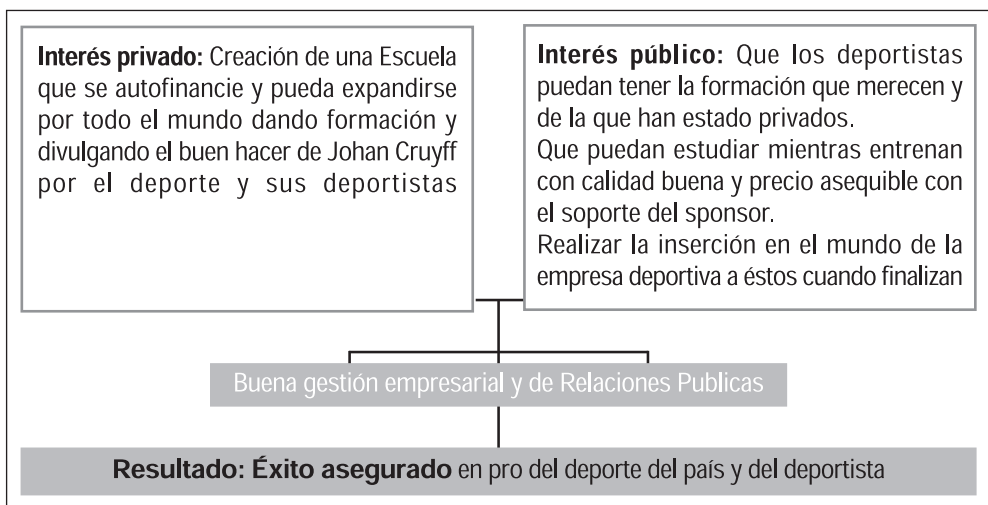 Interés privado: Creación de una Escuela
que se autofinancie y pueda expandirse
por todo el mundo dando formación y
divulgando el buen hacer de Johan Cruyff
por el deporte y sus deportistas
Interés público: Que los deportistas
puedan tener la formación que merecen y
de la que han estado privados.
Que puedan estudiar mientras entrenan
con calidad buena y precio asequible con
el soporte del sponsor.
Realizar la inserción en el mundo de la
empresa deportiva a éstos cuando finalizan
Buena gestión empresarial y de Relaciones Publicas
Resultado: Éxito asegurado en pro del deporte del país y del deportista